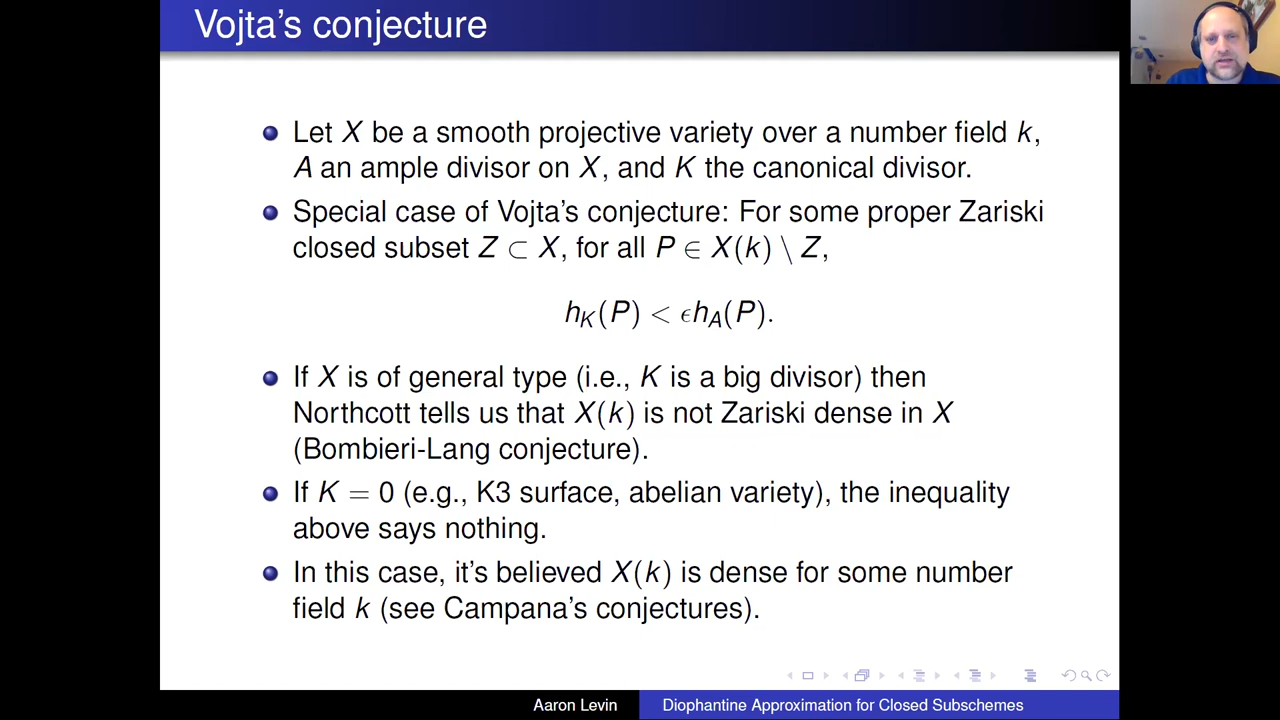 Vojta's conjecture
Let X be a smooth projective variety over a number field k,
A an ample divisor on X, and K the canonical divisor.
Special case of Vojta's conjecture: For some proper Zariski
closed subset Z ⊂ X, for all P ∈ X(k) \ Z,
h_K(P) < ϵh_A(P).
If X is of general type (i.e., K is a big divisor) then
Northcott tells us that X(k) is not Zariski dense in X
(Bombieri-Lang conjecture).
If K = 0 (e.g., K3 surface, abelian variety), the inequality
above says nothing.
In this case, it's believed X(k) is dense for some number
field k (see Campana's conjectures).
Aaron Levin
Diophantine Approximation for Closed Subschemes